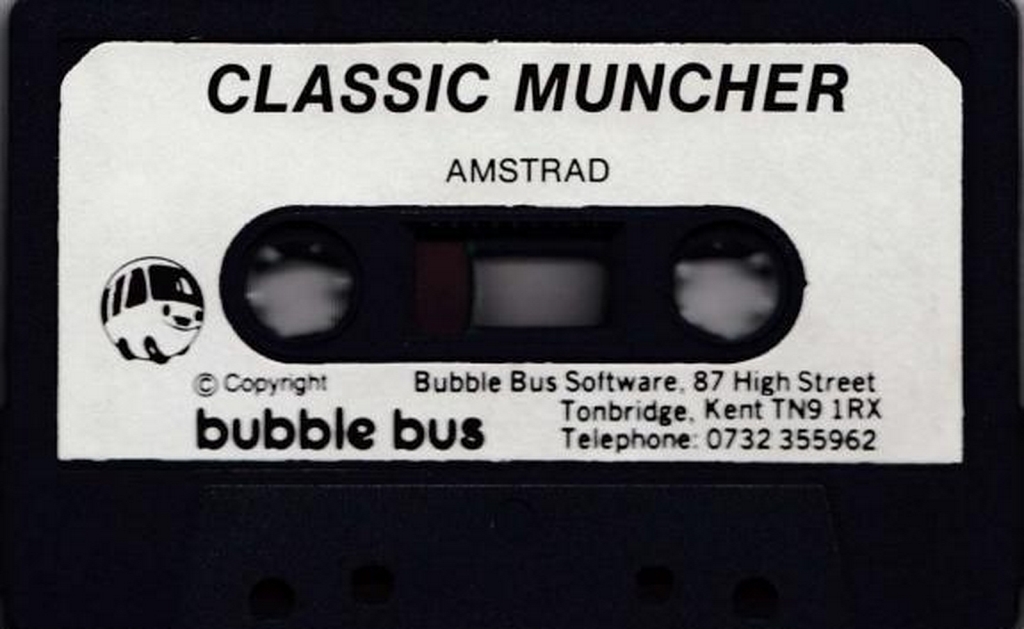 CLASSIC MUNCHER
AMSTRAD
© Copyright
bubble bus
Bubble Bus Software, 87 High Street
Tonbridge, Kent TN9 1RX
Telephone: 0732 355962